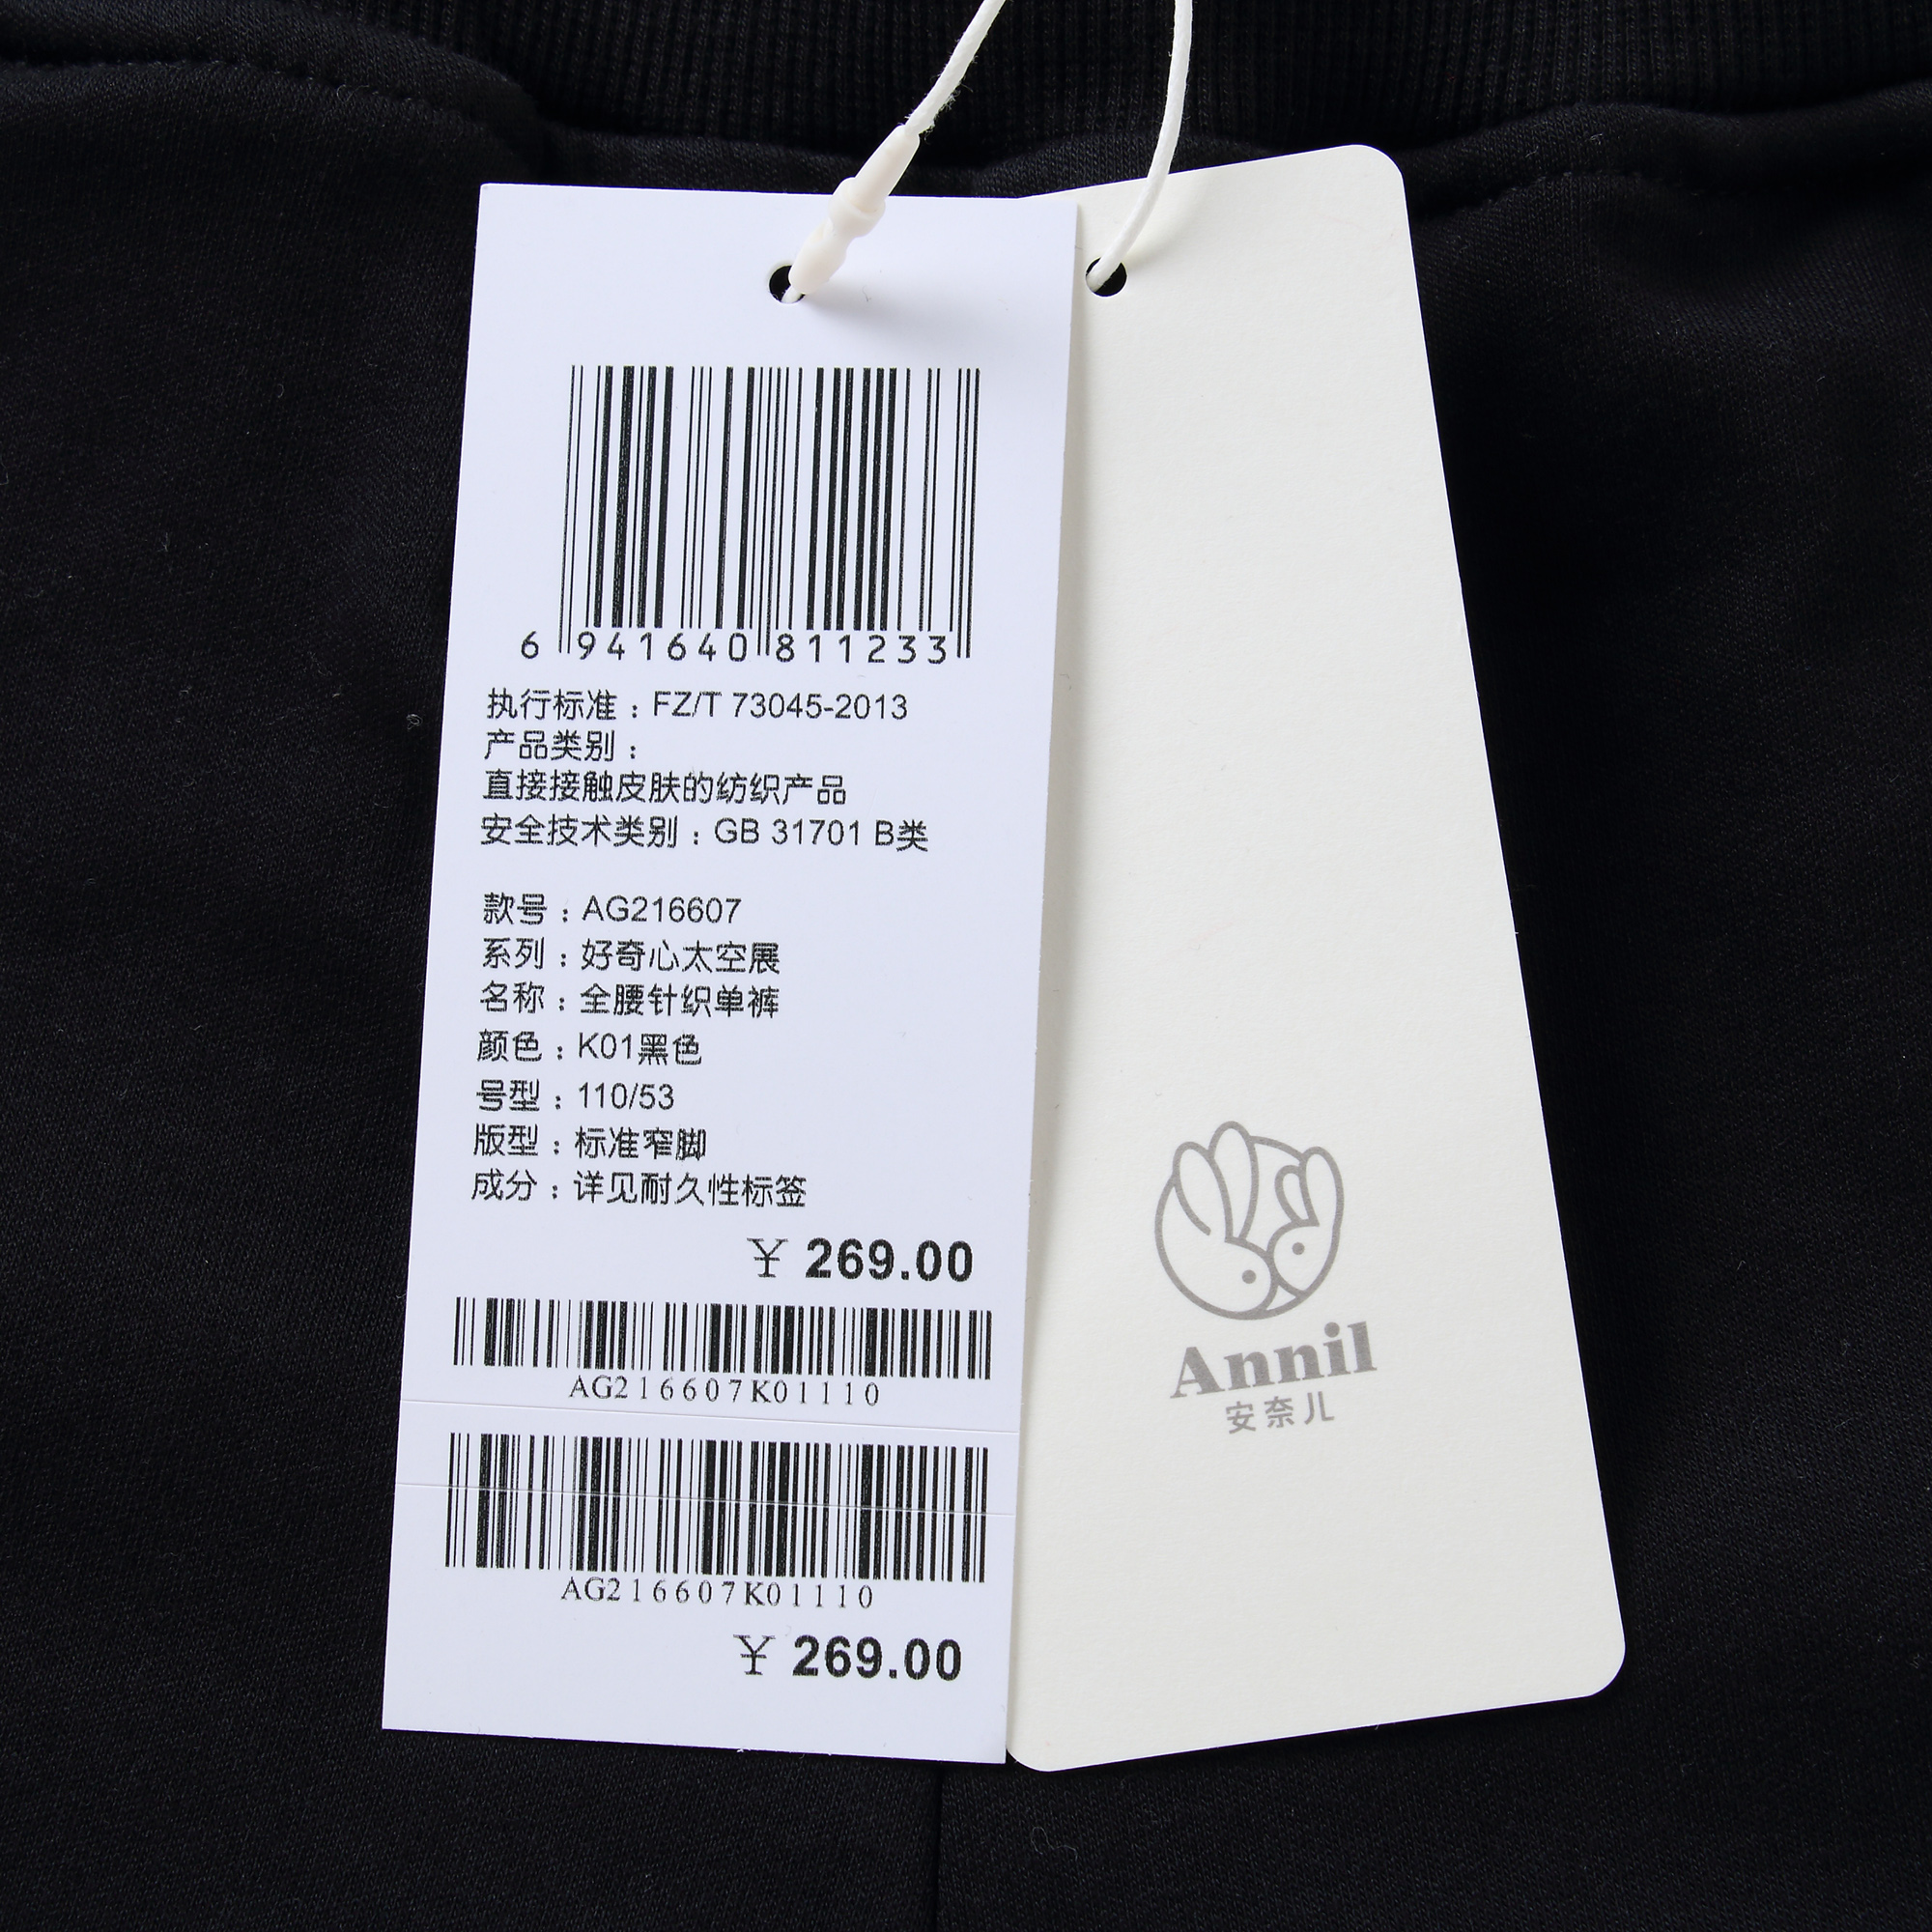 6 941640 811233
执行标准：FZ/T 73045-2013
产品类别：
直接接触皮肤的纺织产品
安全技术类别：GB 31701 B类
款号：AG216607
系列：好奇心太空展
名称：全腰针织单裤
颜色：K01黑色
号型：110/53
版型：标准窄脚
成分：详见耐久性标签
¥ 269.00
AG216607K01110
AG216607K01110
¥ 269.00
Annil
安奈儿